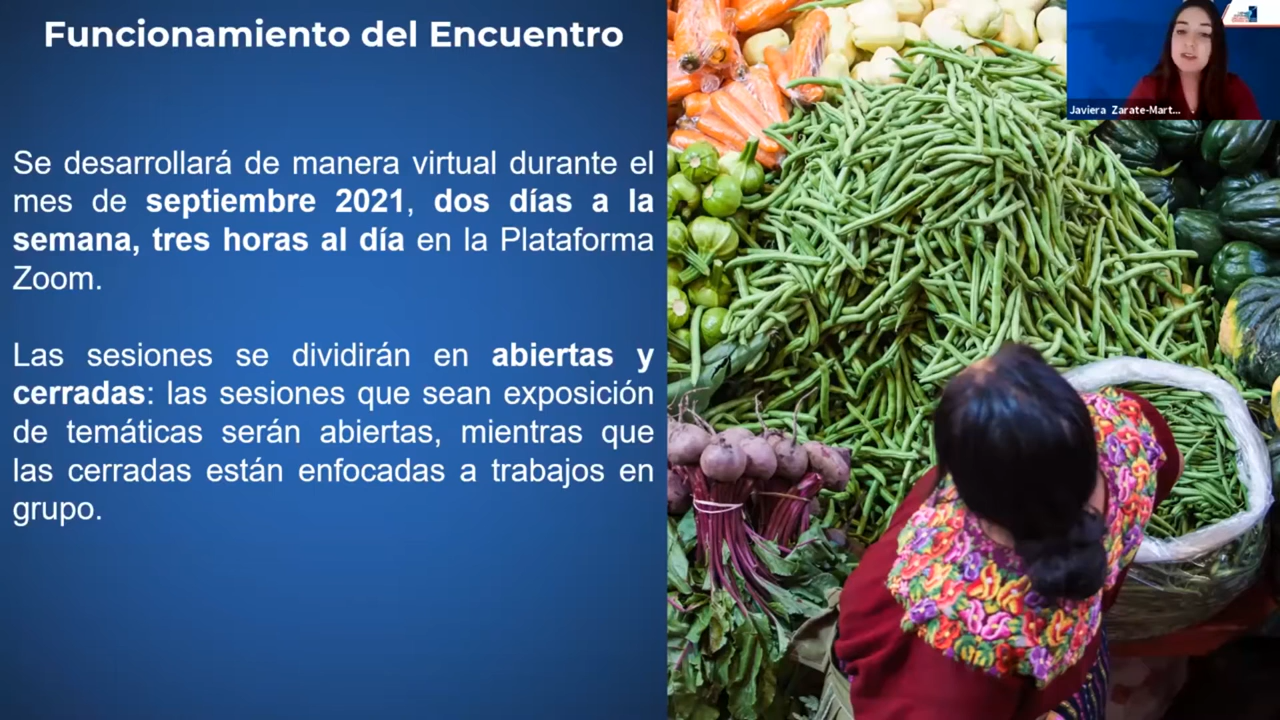 Funcionamiento del Encuentro
Javiera Zarate-Mart...
Se desarrollará de manera virtual durante el
mes de septiembre 2021, dos días a la
semana, tres horas al día en la Plataforma
Zoom.
Las sesiones se dividirán en abiertas y
cerradas: las sesiones que sean exposición
de temáticas serán abiertas, mientras que
las cerradas están enfocadas a trabajos en
grupo.